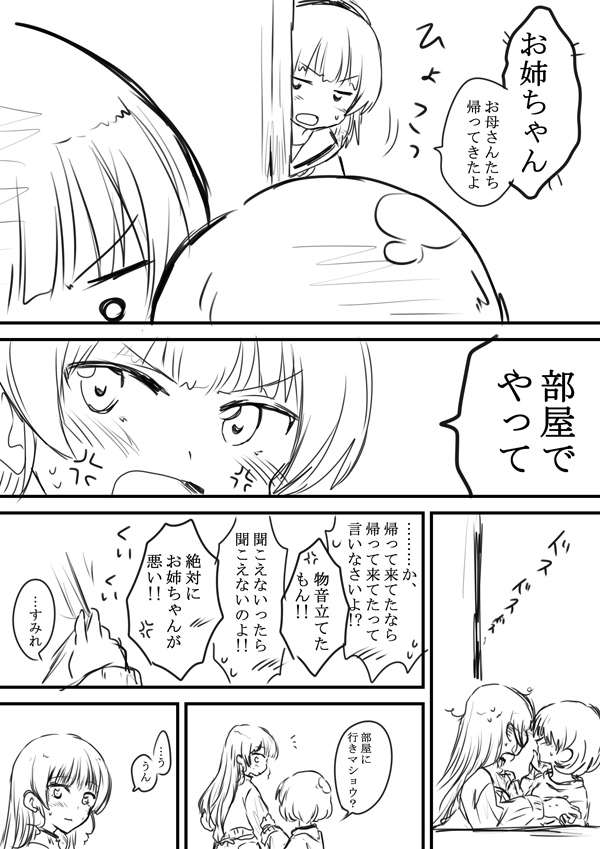 お姉ちゃん
お母さんたち
帰ってきたよ
ひょこっ
部屋で
やって
ズイズイ
………か、
帰って来てたなら
帰って来てたって
言いなさいよ!?
物音立てた
もん!!
聞こえないったら
聞こえないのよ!!
絶対に
お姉ちゃんが
悪い!!
くいくい
…すみれ
部屋に
行きマショウ?
…う
うん